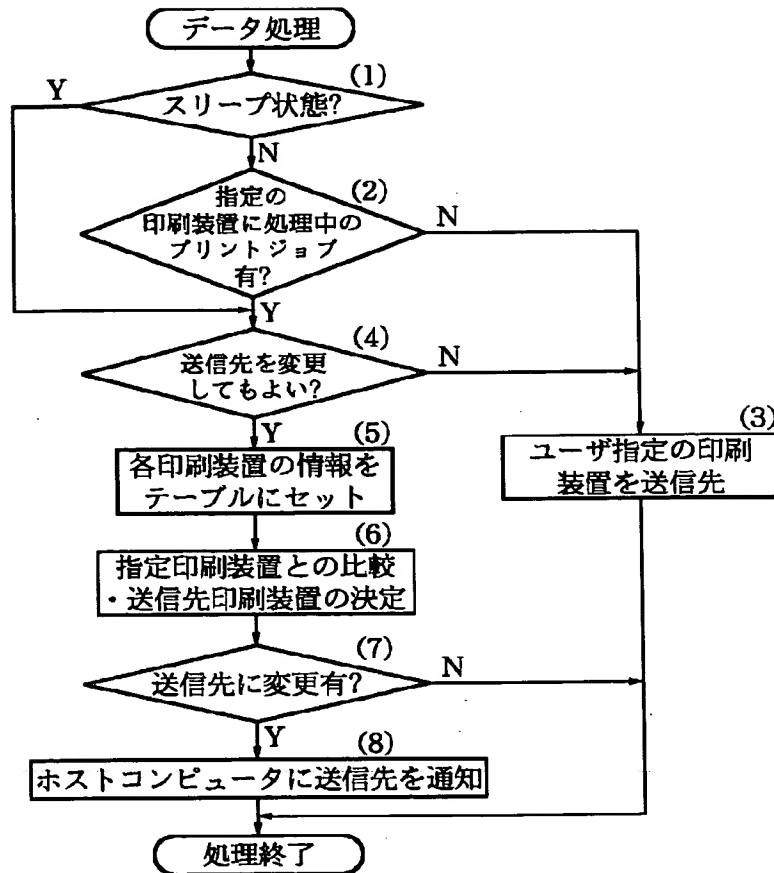 データ処理
(1)
Y
スリープ状態?
N
(2)
指定の
印刷装置に処理中の
プリントジョブ
有?
N
Y
(4)
送信先を変更
してもよい?
N
Y
(5)
各印刷装置の情報を
テーブルにセット
(3)
ユーザ指定の印刷
装置を送信先
(6)
指定印刷装置との比較
・送信先印刷装置の決定
(7)
送信先に変更有?
N
Y
(8)
ホストコンピュータに送信先を通知
処理終了